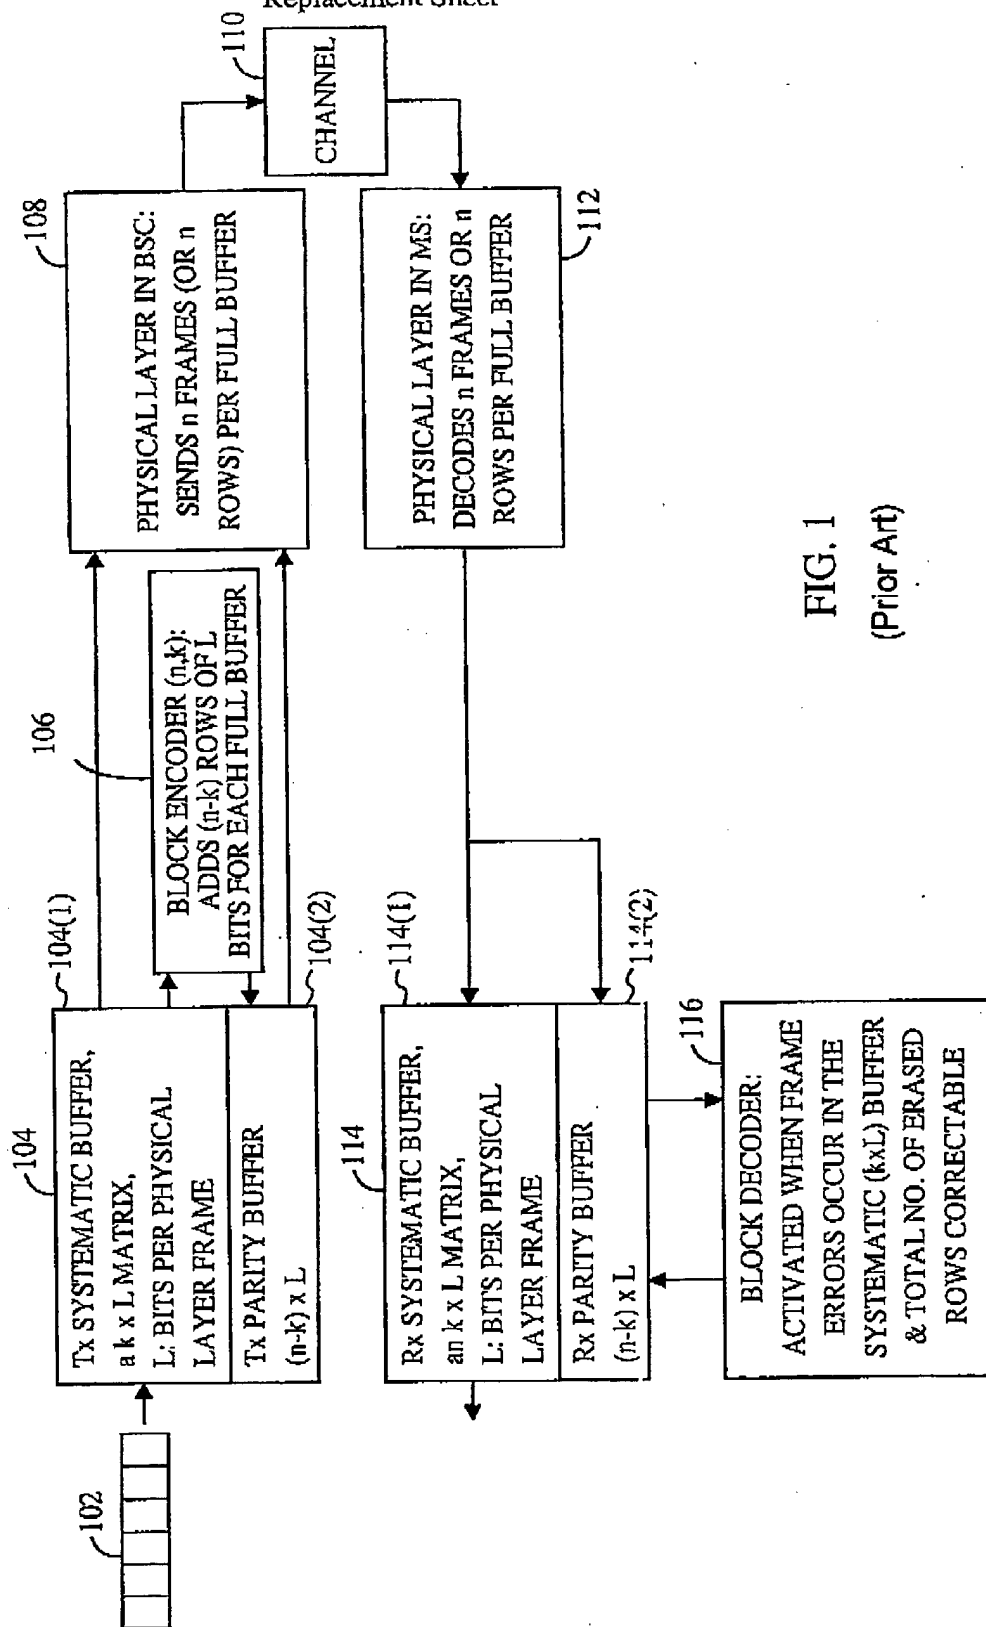 Replacement Sheet
102
104
104(1)
Tx SYSTEMATIC BUFFER,
a k x L MATRIX,
L: BITS PER PHYSICAL
LAYER FRAME
Tx PARITY BUFFER
(n-k) x L
104(2)
106
BLOCK ENCODER (n,k):
ADDS (n-k) ROWS OF L
BITS FOR EACH FULL BUFFER
108
PHYSICAL LAYER IN BSC:
SENDS n FRAMES (OR n
ROWS) PER FULL BUFFER
110
CHANNEL
PHYSICAL LAYER IN MS:
DECODES n FRAMES OR n
ROWS PER FULL BUFFER
112
114
114(1)
Rx SYSTEMATIC BUFFER,
an k x L MATRIX,
L: BITS PER PHYSICAL
LAYER FRAME
Rx PARITY BUFFER
(n-k) x L
114(2)
116
BLOCK DECODER:
ACTIVATED WHEN FRAME
ERRORS OCCUR IN THE
SYSTEMATIC (kxL) BUFFER
& TOTAL NO. OF ERASED
ROWS CORRECTABLE
FIG. 1
(Prior Art)